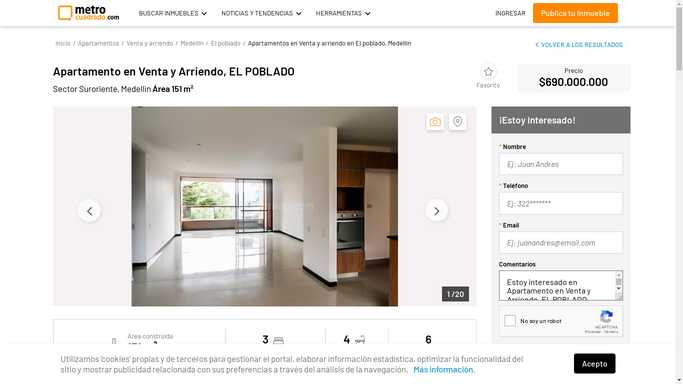 metro
cuadrado.com
BUSCAR INMUEBLES
NOTICIAS Y TENDENCIAS
HERRAMIENTAS
INGRESAR
Publica tu Inmueble
Inicio / Apartamentos / Venta y arriendo / Medellín / El poblado / Apartamentos en Venta y arriendo en El poblado, Medellín
VOLVER A LOS RESULTADOS
Apartamento en Venta y Arriendo, EL POBLADO
Sector Suroriente, Medellín Área 151 m²
Favorito
Precio
$690.000.000
1 / 20
¡Estoy Interesado!
* Nombre
Ej: Juan Andres
* Teléfono
Ej: 322*******
* Email
Ej: juanandres@email.com
Comentarios
Estoy interesado en
Apartamento en Venta y
Arriendo, EL POBLADO
No soy un robot
reCAPTCHA
Privacidad - Términos
Área construida
3
4
6
Utilizamos 'cookies' propias y de terceros para gestionar el portal, elaborar información estadística, optimizar la funcionalidad del
sitio y mostrar publicidad relacionada con sus preferencias a través del análisis de la navegación. Más información.
Acepto